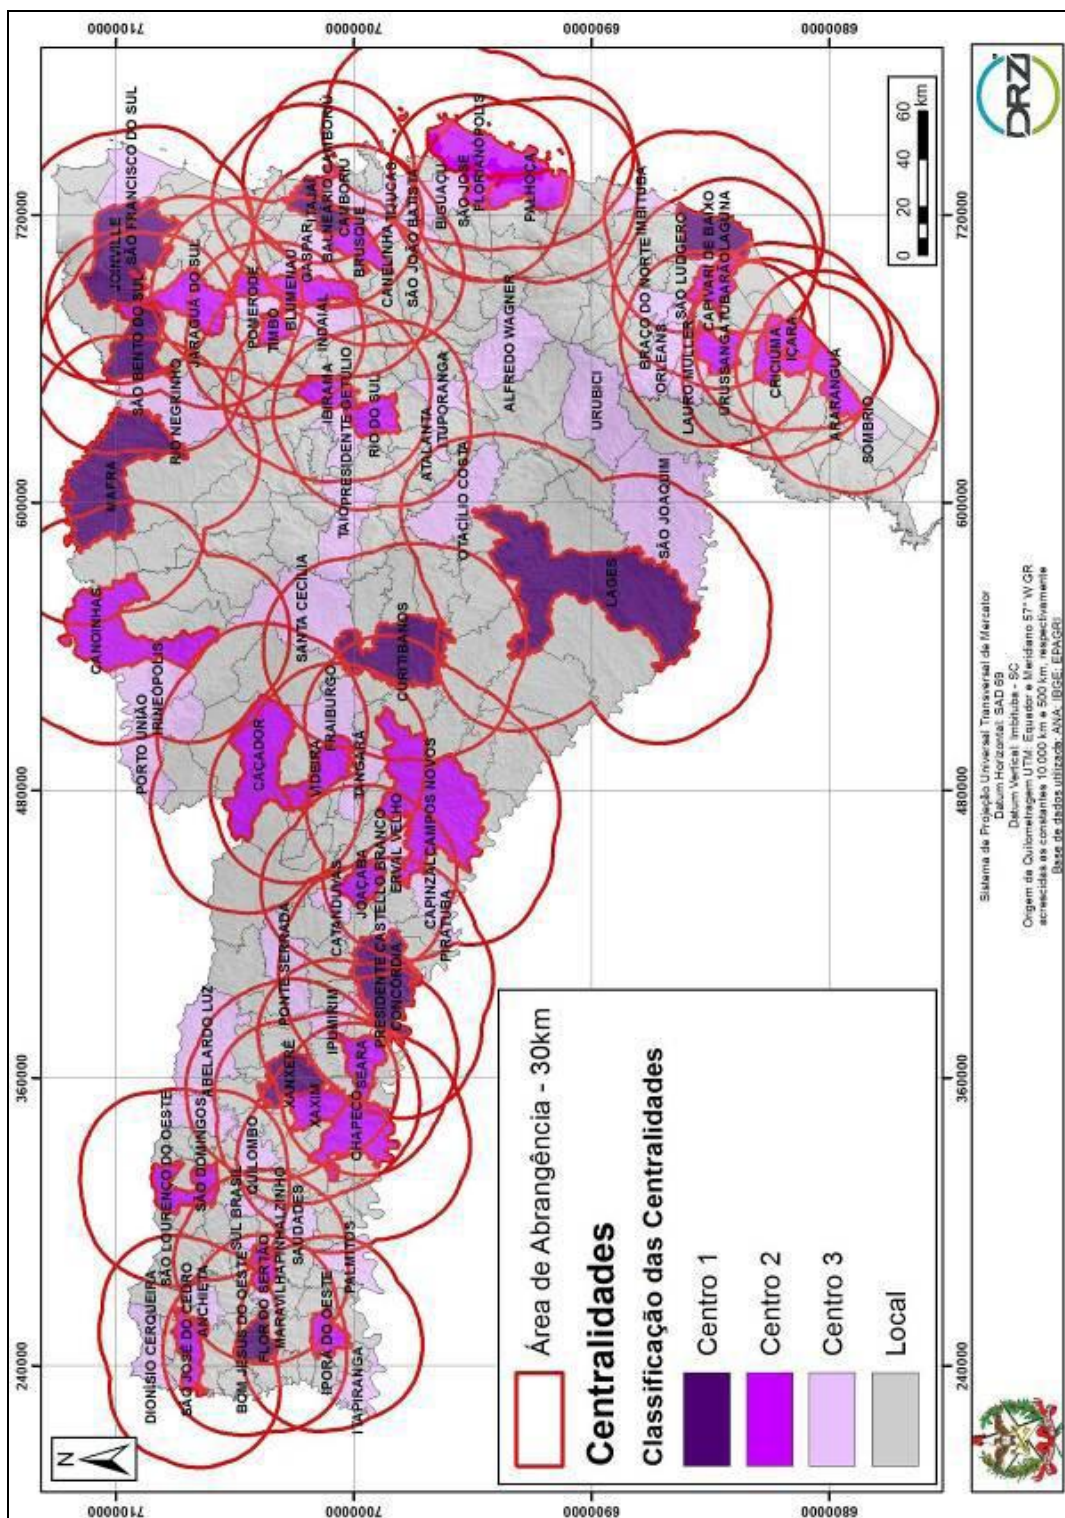 240000
360000
480000
600000
720000
7100000
7000000
6900000
6800000
N
DIONÍSIO CERQUEIRA
SÃO JOSÉ DO CEDRO
ANCHIETA
SÃO LOURENÇO DO OESTE
SÃO DOMINGOS
ABELARDO LUZ
BOM JESUS DO OESTE
SUL BRASIL
QUILOMBO
FLOR DO SERTÃO
MARAVILHA
PINHALZINHO
SAUDADES
IPORÃ DO OESTE
PALMITOS
ITAPIRANGA
XANXERÊ
XAXIM
CHAPECÓ
SEARA
PONTE SERRADA
IPUMIRIM
CATANDUVAS
JOAÇABA
PRESIDENTE CASTELLO BRANCO
CONCÓRDIA
ERVAL VELHO
CAPINZAL
CAMPOS NOVOS
PIRATUBA
PORTO UNIÃO
IRINEÓPOLIS
CANOINHAS
CAÇADOR
VIDEIRA
FRAIBURGO
TANGARÁ
SANTA CECÍLIA
CURITIBANOS
MAFRA
RIO NEGRINHO
SÃO BENTO DO SUL
JOINVILLE
SÃO FRANCISCO DO SUL
JARAGUÁ DO SUL
POMERODE
TIMBÓ
BLUMENAU
INDAIAL
GASPAR
ITAJAÍ
BALNEÁRIO CAMBORIÚ
CAMBORIÚ
BRUSQUE
CANELINHA
TIJUCAS
SÃO JOÃO BATISTA
BIGUAÇU
SÃO JOSÉ
FLORIANÓPOLIS
PALHOÇA
IBIRAMA
TAIÓ
PRESIDENTE GETÚLIO
RIO DO SUL
ATALANTA
ITUPORANGA
OTACÍLIO COSTA
ALFREDO WAGNER
LAGES
URUBICI
SÃO JOAQUIM
BRAÇO DO NORTE
IMBITUBA
ORLEANS
SÃO LUDGERO
LAURO MULLER
CAPIVARI DE BAIXO
URUSSANGA
TUBARÃO
LAGUNA
CRICIÚMA
IÇARA
ARARANGUÁ
SOMBRIO
0 20 40 60
km
Área de Abrangência - 30km
Centralidades
Classificação das Centralidades
Centro 1
Centro 2
Centro 3
Local
240000
360000
480000
600000
720000
7100000
7000000
6900000
6800000
Sistema de Projeção Universal Transversal de Mercator
Datum Horizontal: SAD 69
Datum Vertical: Imbituba - SC
Origem da Quilometragem UTM: Equador e Meridiano 57° W GR
acrescidas as constantes 10.000 km e 500 km, respectivamente
Base de dados utilizada: ANA; IBGE; EPAGRI
DRZ